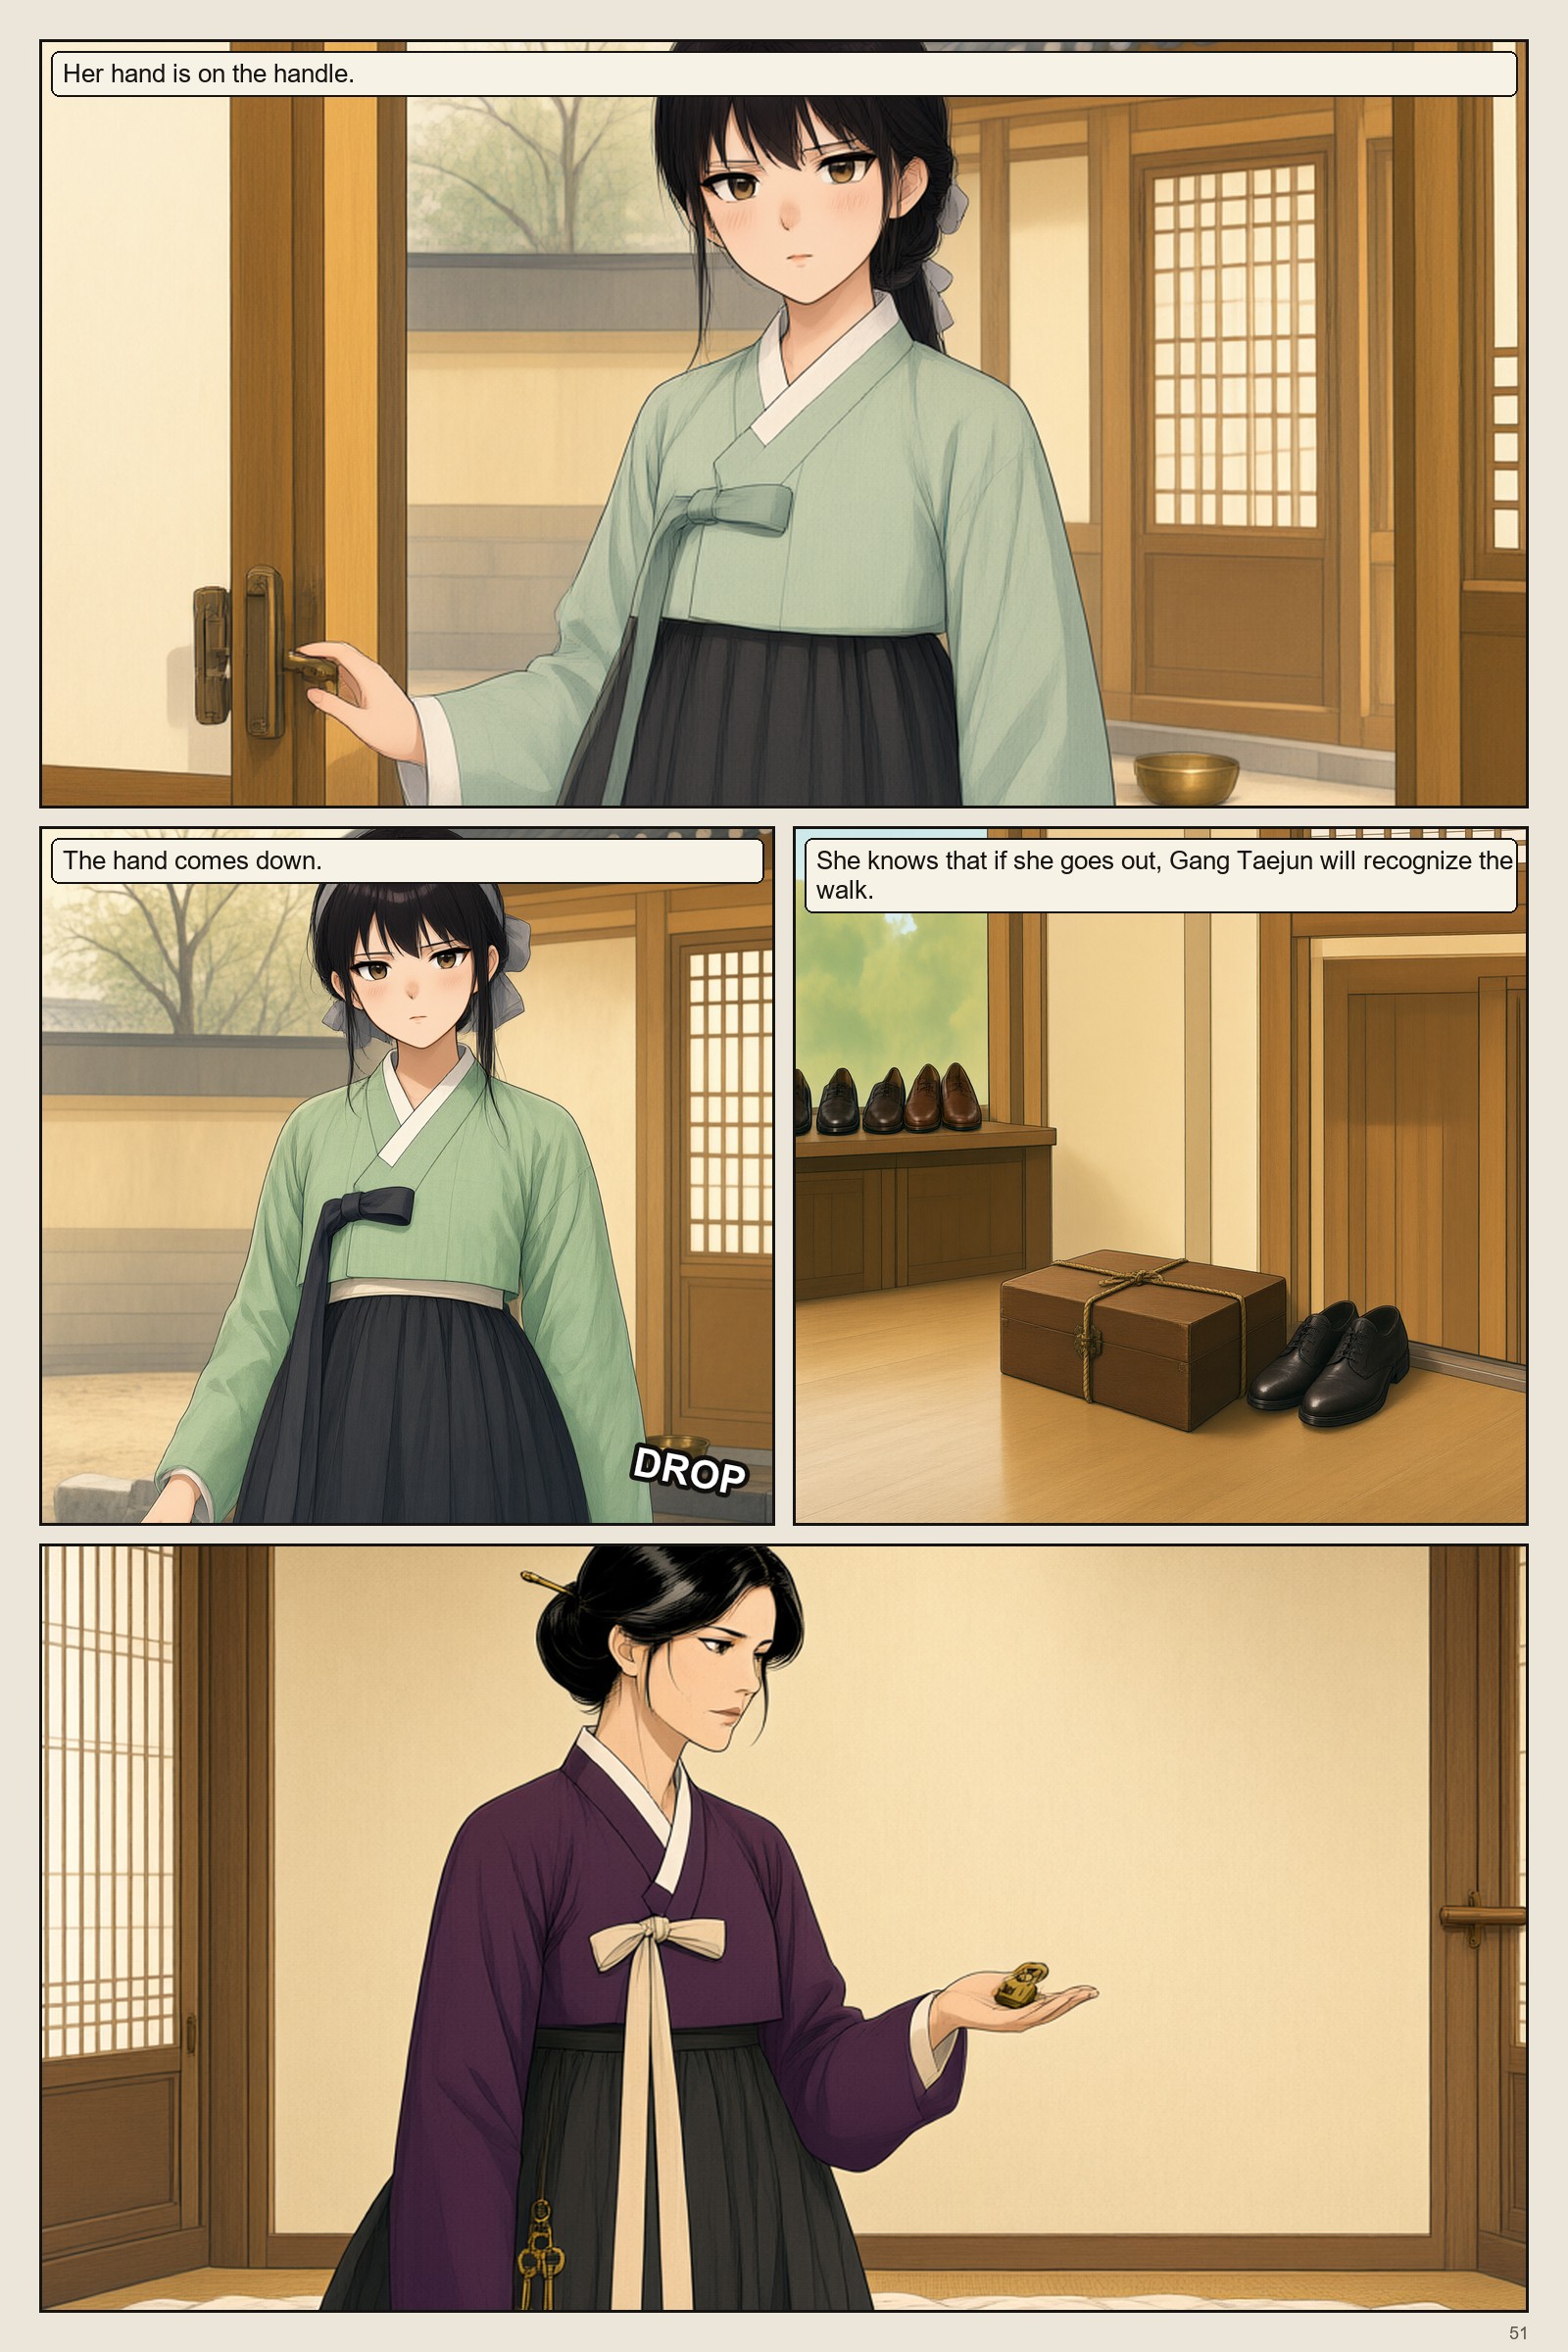 Her hand is on the handle.
The hand comes down.
She knows that if she goes out, Gang Taejun will recognize the
walk.
DROP
51